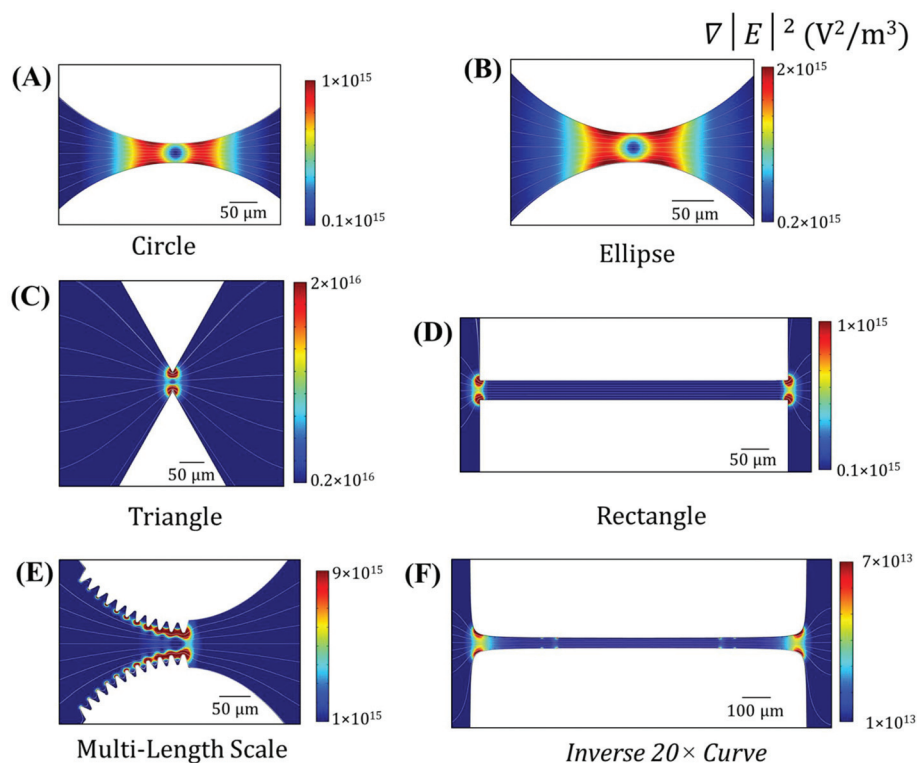 ∇|E|² (V²/m³)
(A)
1×10¹⁵
0.1×10¹⁵
50 μm
Circle
(B)
2×10¹⁵
0.2×10¹⁵
50 μm
Ellipse
(C)
2×10¹⁶
0.2×10¹⁶
50 μm
Triangle
(D)
1×10¹⁵
0.1×10¹⁵
50 μm
Rectangle
(E)
9×10¹⁵
1×10¹⁵
50 μm
Multi-Length Scale
(F)
7×10¹³
1×10¹³
100 μm
Inverse 20× Curve